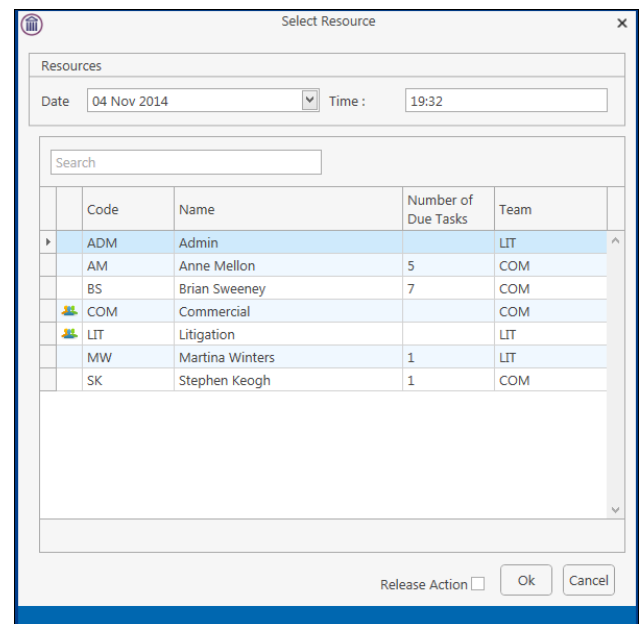 Select Resource
Resources
Date 04 Nov 2014 Time : 19:32
Search
Code Name Number of Due Tasks Team
ADM Admin LIT
AM Anne Mellon 5 COM
BS Brian Sweeney 7 COM
COM Commercial COM
LIT Litigation LIT
MW Martina Winters 1 LIT
SK Stephen Keogh 1 COM
Release Action Ok Cancel